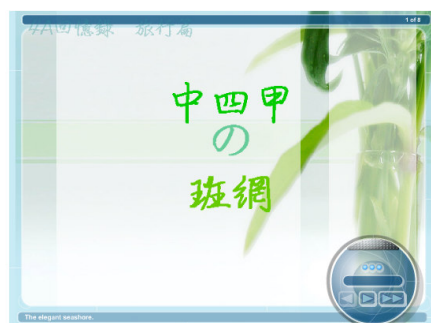 1 of 8
4A回憶錄 旅行篇
中四甲
の
班網
The elegant seashore.